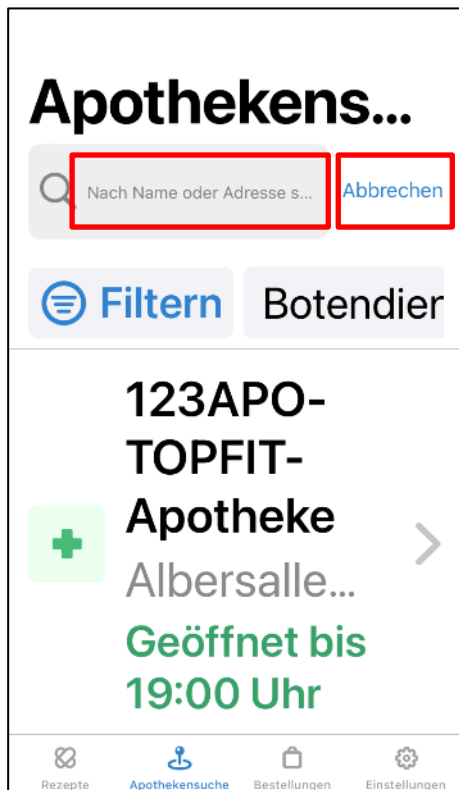 Apothekens...
Nach Name oder Adresse s...
Abbrechen
Filtern
Botendier
123APO-
TOPFIT-
Apotheke
Albersalle...
Geöffnet bis
19:00 Uhr
Rezepte
Apothekensuche
Bestellungen
Einstellungen